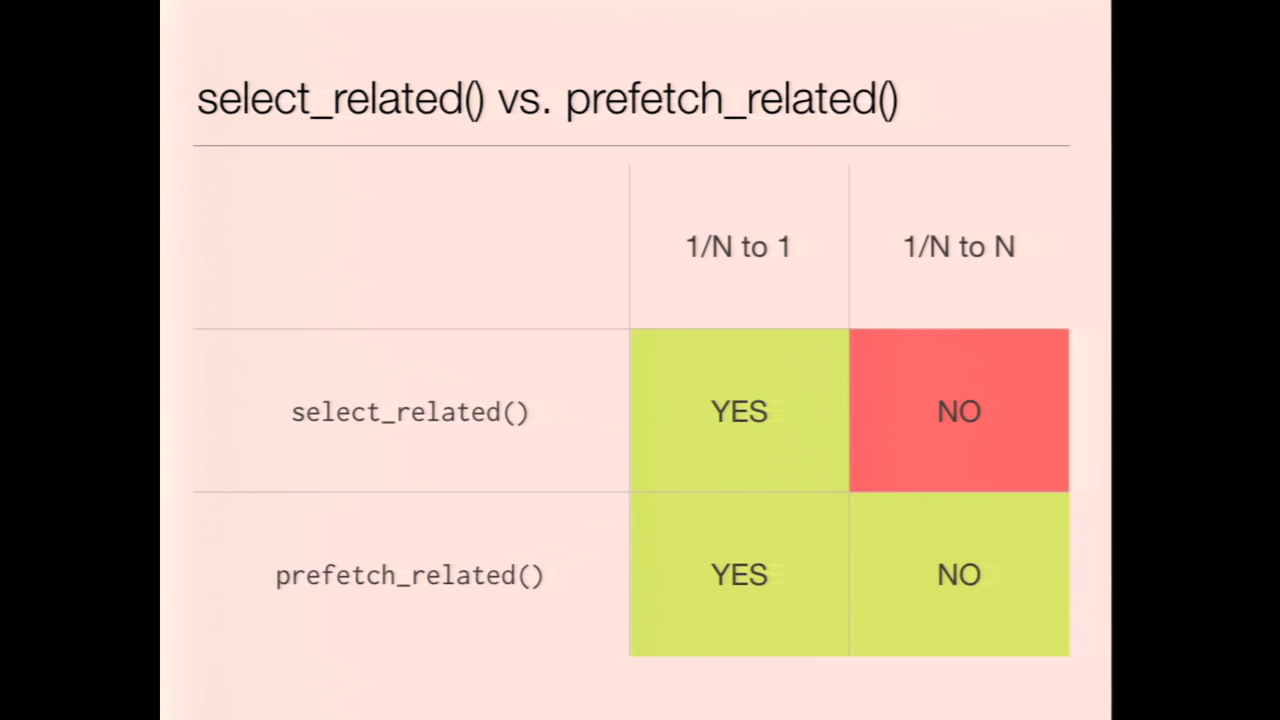 select_related() vs. prefetch_related()
1/N to 1 1/N to N
select_related() YES NO
prefetch_related() YES NO